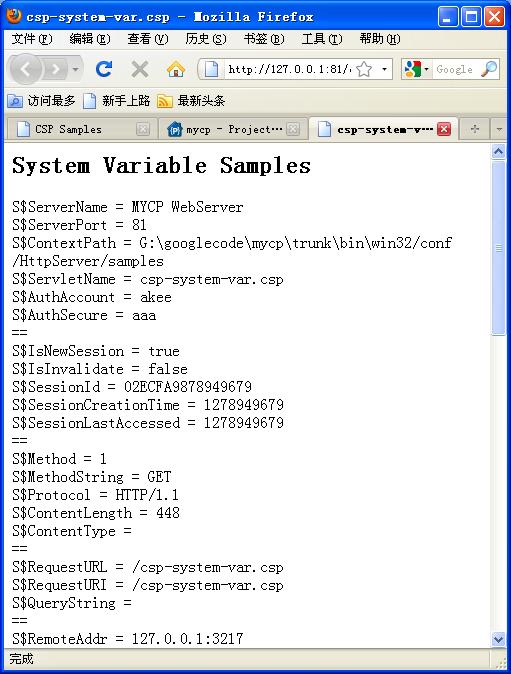 csp-system-var.csp - Mozilla Firefox
文件(F) 编辑(E) 查看(V) 历史(S) 书签(B) 工具(T) 帮助(H)
http://127.0.0.1:81/ Google
访问最多 新手上路 最新头条
CSP Samples mycp - Project··· csp-system-v···
System Variable Samples
S$ServerName = MYCP WebServer
S$ServerPort = 81
S$ContextPath = G:\googlecode\mycp\trunk\bin\win32/conf
/HttpServer/samples
S$ServletName = csp-system-var.csp
S$AuthAccount = akee
S$AuthSecure = aaa
==
S$IsNewSession = true
S$IsInvalidate = false
S$SessionId = 02ECFA9878949679
S$SessionCreationTime = 1278949679
S$SessionLastAccessed = 1278949679
==
S$Method = 1
S$MethodString = GET
S$Protocol = HTTP/1.1
S$ContentLength = 448
S$ContentType =
==
S$RequestURL = /csp-system-var.csp
S$RequestURI = /csp-system-var.csp
S$QueryString =
==
S$RemoteAddr = 127.0.0.1:3217
完成